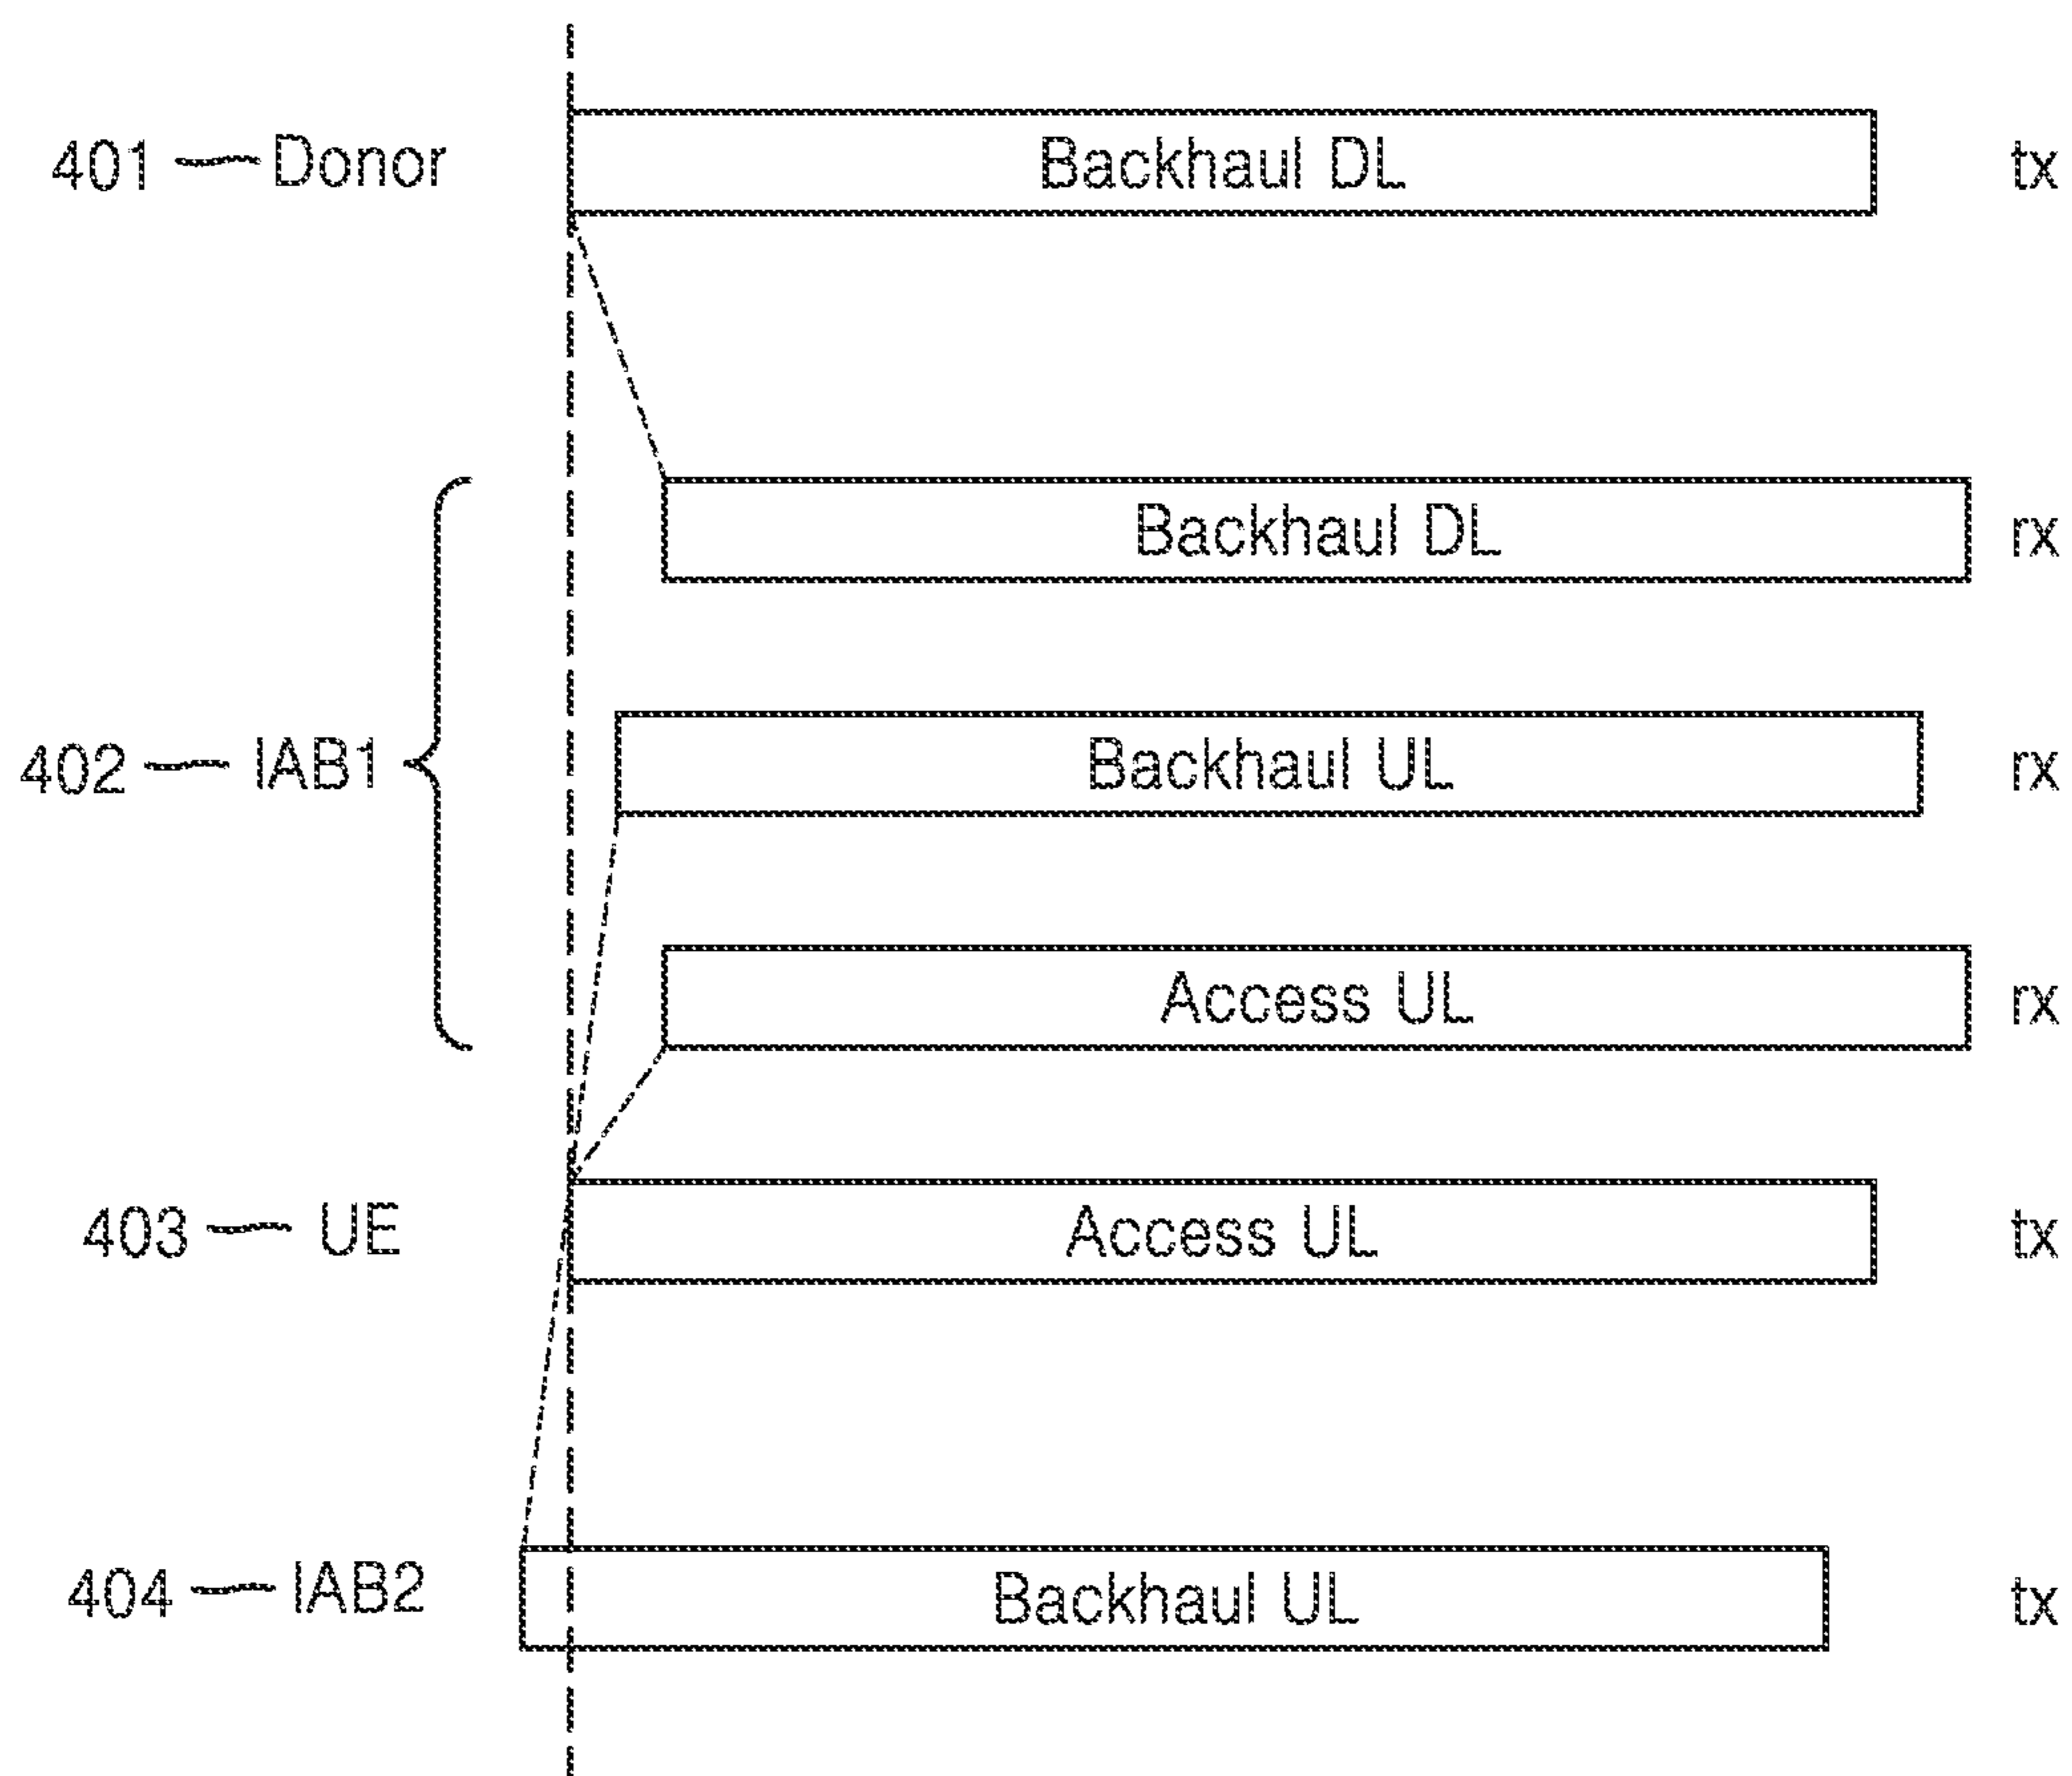 401 Donor Backhaul DL tx
Backhaul DL rx
402 IAB1 Backhaul UL rx
Access UL rx
403 UE Access UL tx
404 IAB2 Backhaul UL tx